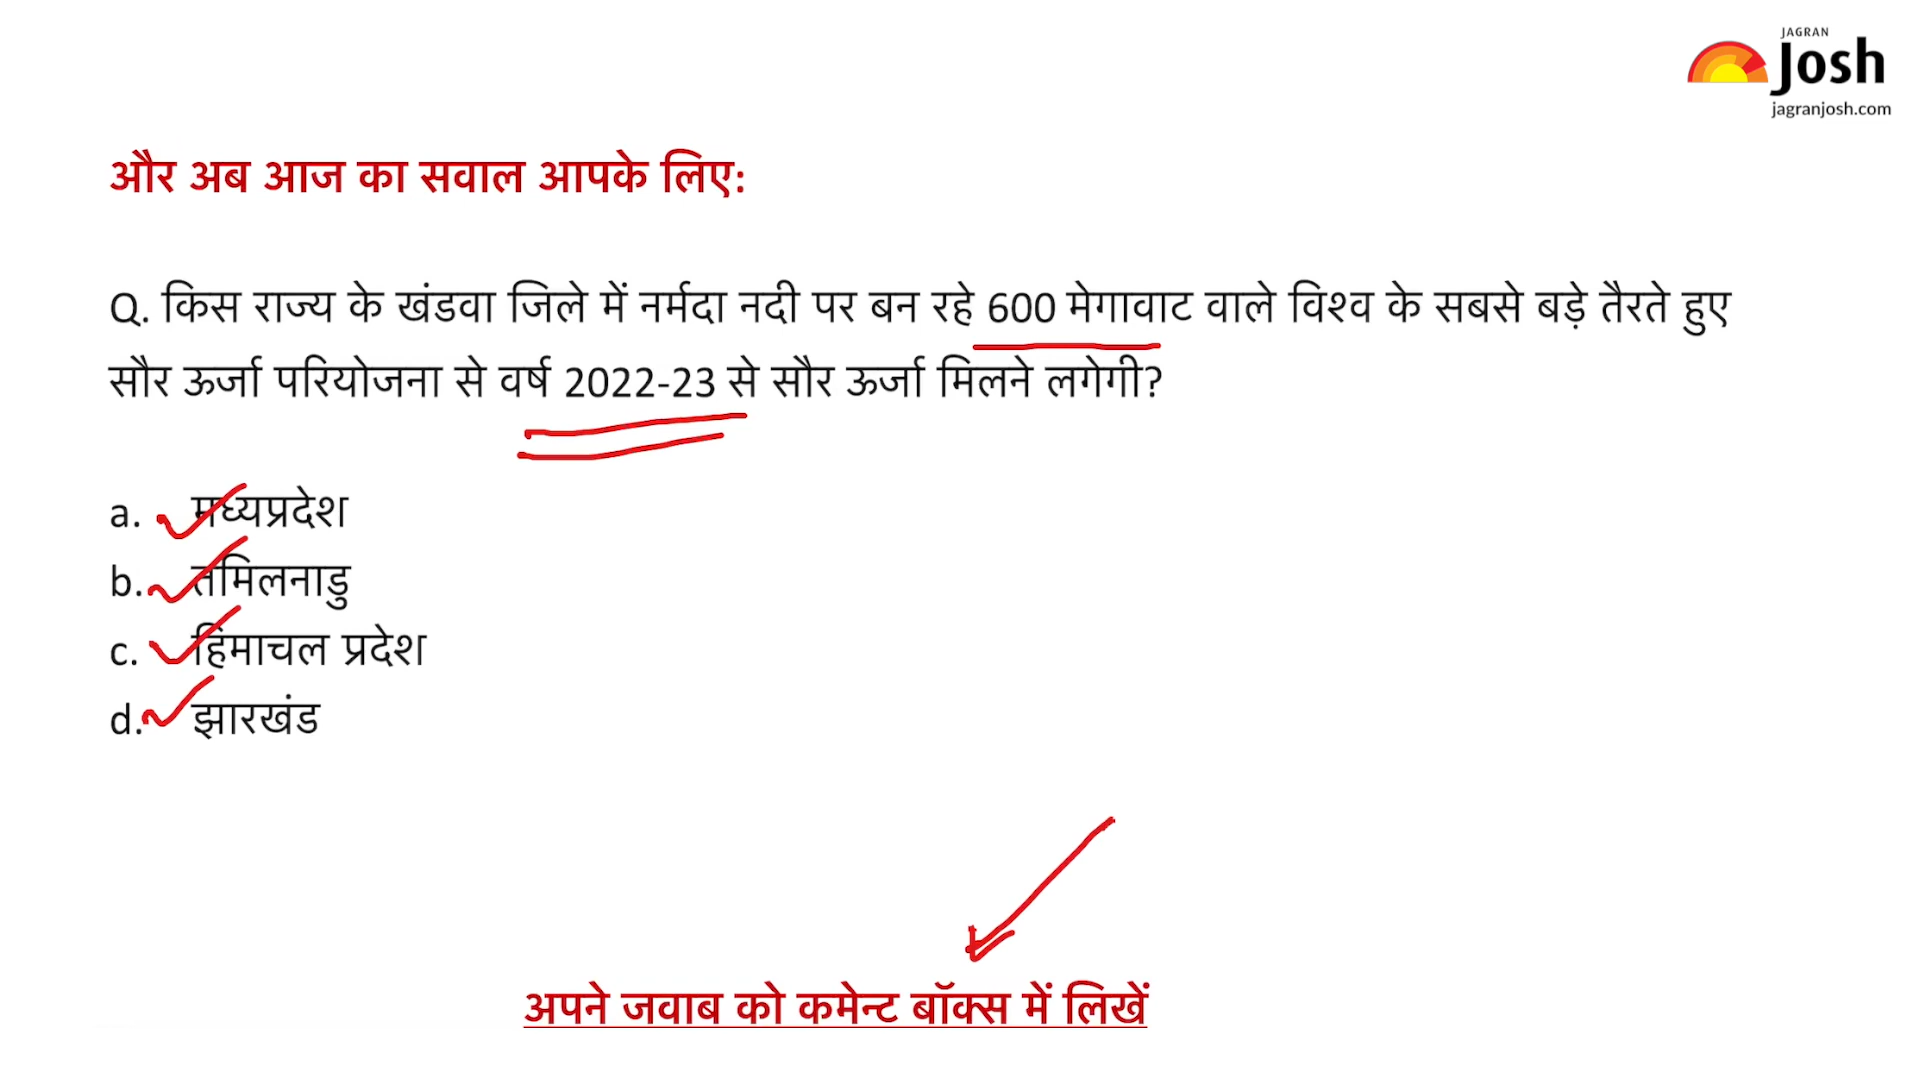 JAGRAN
Josh
jagranjosh.com
और अब आज का सवाल आपके लिए:
Q. किस राज्य के खंडवा जिले में नर्मदा नदी पर बन रहे 600 मेगावाट वाले विश्व के सबसे बड़े तैरते हुए
सौर ऊर्जा परियोजना से वर्ष 2022-23 से सौर ऊर्जा मिलने लगेगी?
a. मध्यप्रदेश
b. तमिलनाडु
c. हिमाचल प्रदेश
d. झारखंड
अपने जवाब को कमेन्ट बॉक्स में लिखें